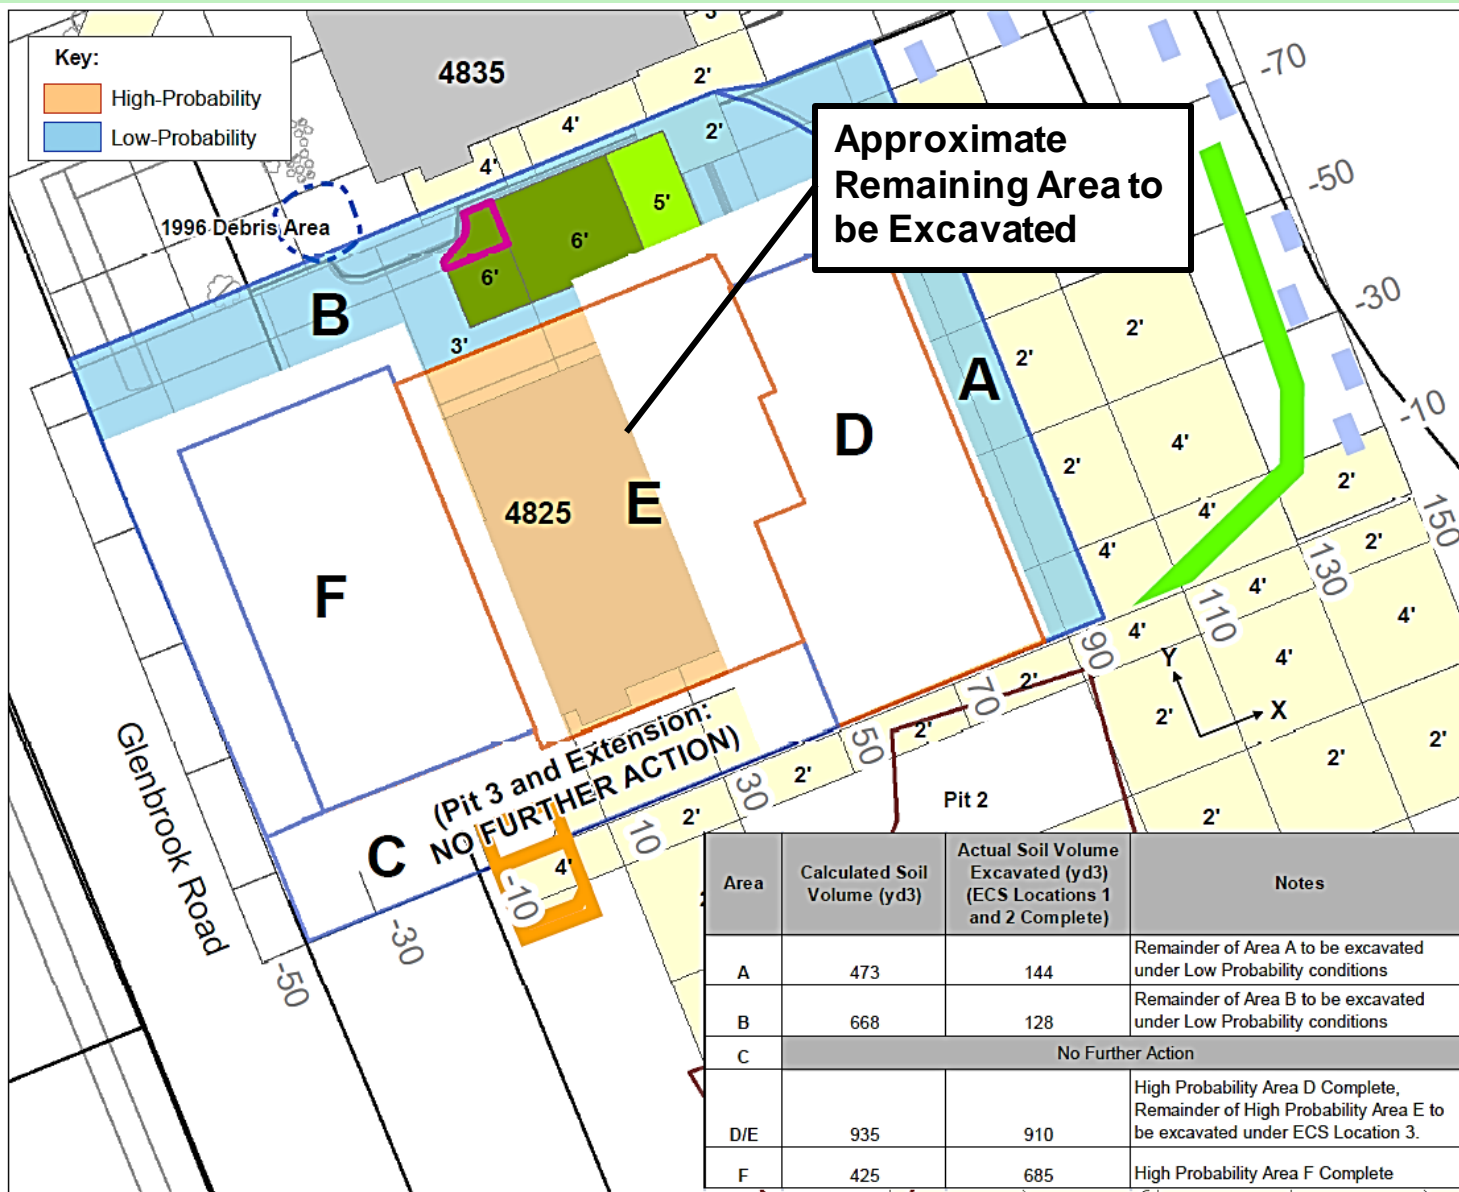 Key:
High-Probability
Low-Probability
4835
3'
2'
4'
4'
2'
5'
6'
6'
3'
1996 Debris Area
Approximate
Remaining Area to
be Excavated
-70
-50
-30
-10
B
A
D
E
4825
F
C
2'
2'
2'
4'
4'
4'
2'
2'
4'
4'
4'
2'
4'
2'
2'
2'
2'
2'
2'
2'
2'
4'
150
130
110
90
70
50
30
10
-10
-30
-50
Y
X
Glenbrook Road
(Pit 3 and Extension:
NO FURTHER ACTION)
Pit 2
Area Calculated Soil Volume (yd3) Actual Soil Volume Excavated (yd3) (ECS Locations 1 and 2 Complete) Notes
A 473 144 Remainder of Area A to be excavated under Low Probability conditions
B 668 128 Remainder of Area B to be excavated under Low Probability conditions
C No Further Action
D/E 935 910 High Probability Area D Complete, Remainder of High Probability Area E to be excavated under ECS Location 3.
F 425 685 High Probability Area F Complete